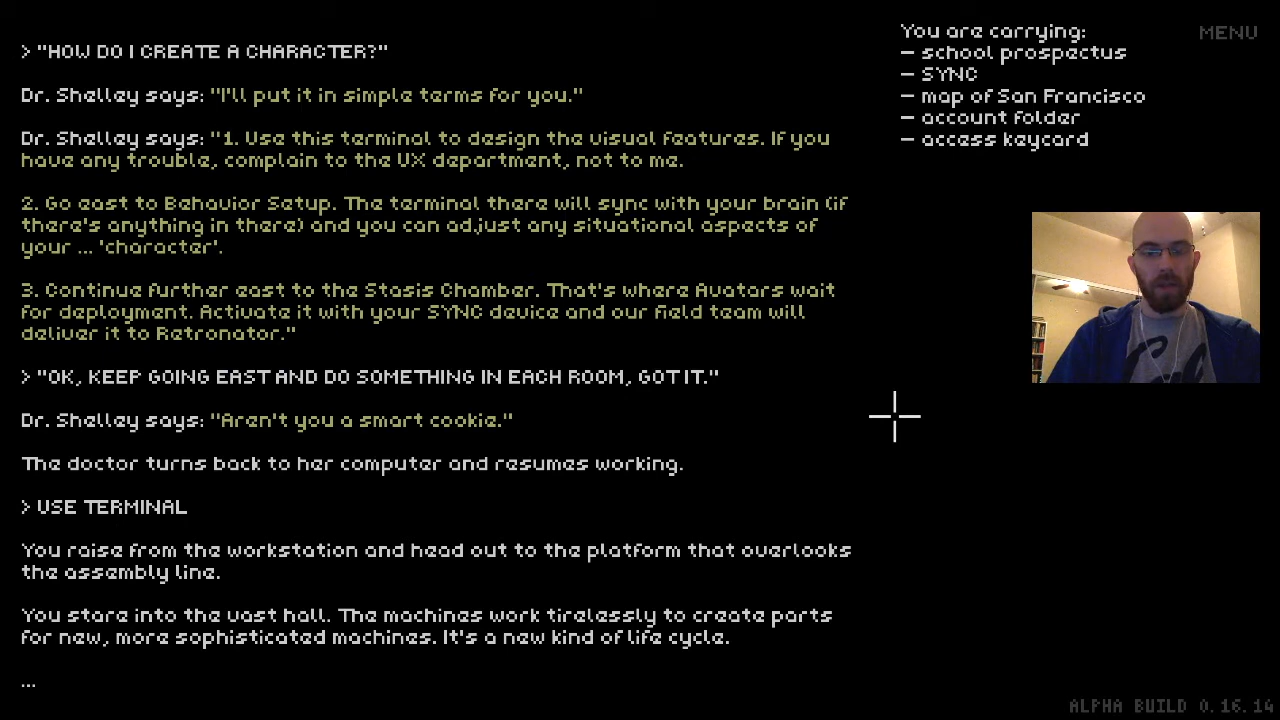 > "HOW DO I CREATE A CHARACTER?"
Dr. Shelley says: "I'll put it in simple terms for you."
Dr. Shelley says: "1. Use this terminal to design the visual features. If you
have any trouble, complain to the UX department, not to me.
2. Go east to Behavior Setup. The terminal there will sync with your brain (if
there's anything in there) and you can adjust any situational aspects of
your ... 'character'.
3. Continue further east to the Stasis Chamber. That's where Avatars wait
for deployment. Activate it with your SYNC device and our field team will
deliver it to Retronator."
> "OK, KEEP GOING EAST AND DO SOMETHING IN EACH ROOM, GOT IT."
Dr. Shelley says: "Aren't you a smart cookie."
The doctor turns back to her computer and resumes working.
> USE TERMINAL
You raise from the workstation and head out to the platform that overlooks
the assembly line.
You stare into the vast hall. The machines work tirelessly to create parts
for new, more sophisticated machines. It's a new kind of life cycle.
...
You are carrying:
- school prospectus
- SYNC
- map of San Francisco
- account folder
- access keycard
MENU
ALPHA BUILD 0.16.14